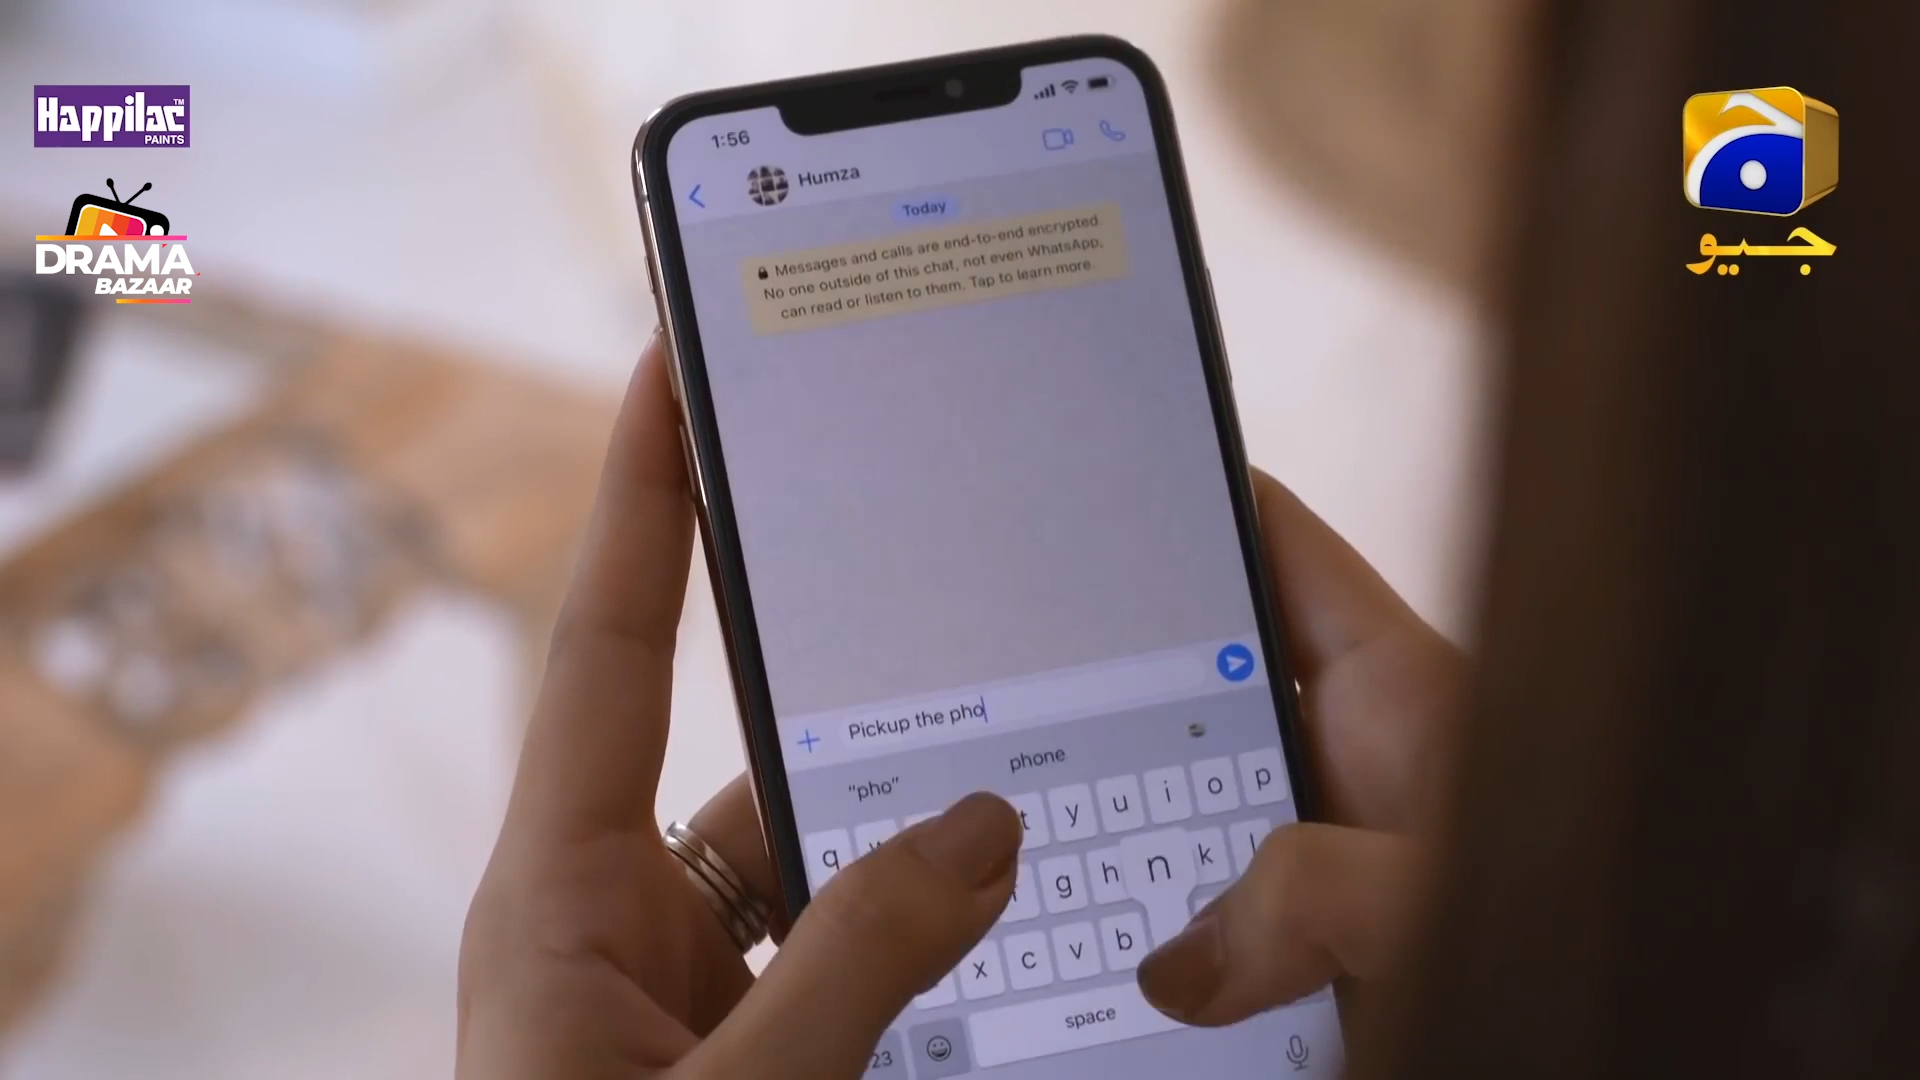 Happilac™
PAINTS
DRAMA
BAZAAR
جیو
1:56
Humza
Today
Messages and calls are end-to-end encrypted.
No one outside of this chat, not even WhatsApp,
can read or listen to them. Tap to learn more.
Pickup the pho
"pho"
phone
q
t y u i o p
g h n k l
x c v b
23
space